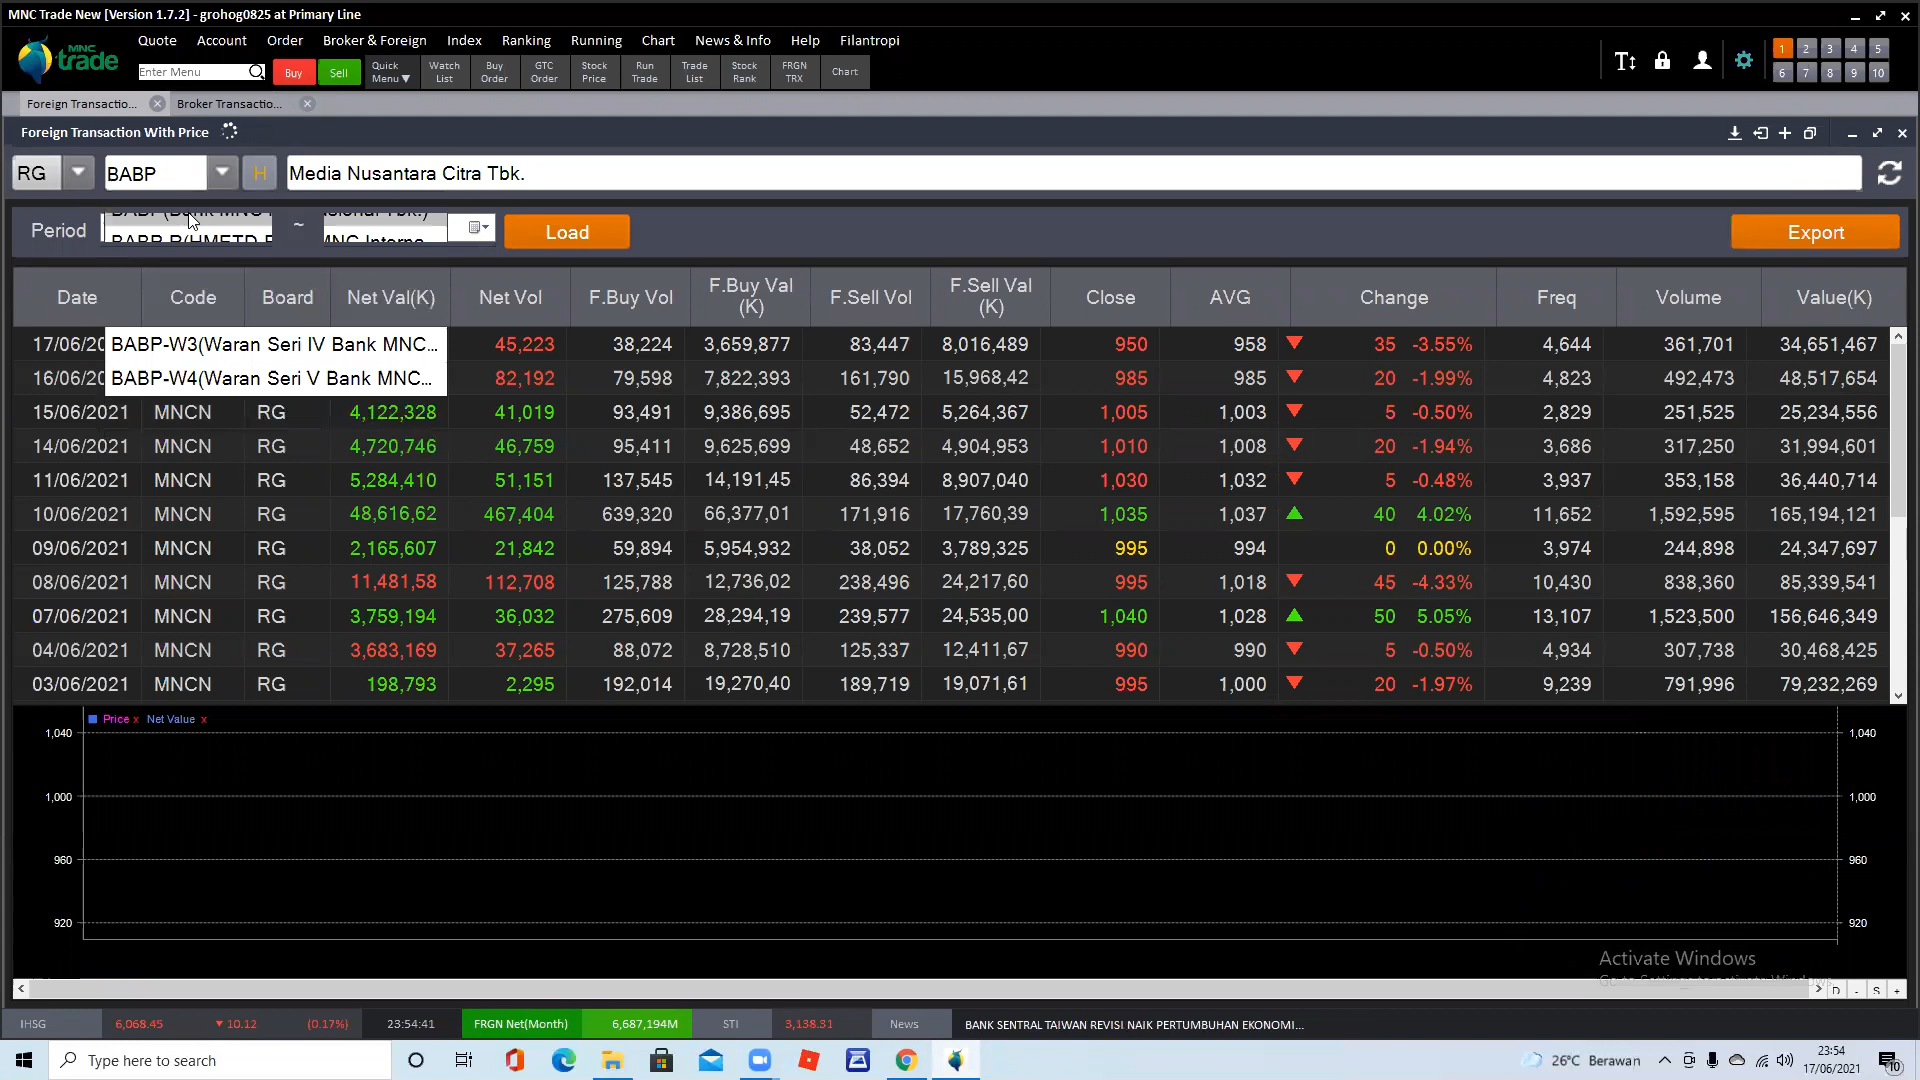 MNC Trade New [Version 1.7.2] - grohog0825 at Primary Line
MNC trade
Quote Account Order Broker & Foreign Index Ranking Running Chart News & Info Help Filantropi
Enter Menu Buy Sell Quick Menu▼ Watch List Buy Order GTC Order Stock Price Run Trade Trade List Stock Rank FRGN TRX Chart
1 2 3 4 5
6 7 8 9 10
Foreign Transactio... Broker Transactio...
Foreign Transaction With Price
RG BABP H Media Nusantara Citra Tbk.
Period ~ Load Export
Date Code Board Net Val(K) Net Vol F.Buy Vol F.Buy Val (K) F.Sell Vol F.Sell Val (K) Close AVG Change Freq Volume Value(K)
17/06/20 BABP-W3(Waran Seri IV Bank MNC... 45,223 38,224 3,659,877 83,447 8,016,489 950 958 35 -3.55% 4,644 361,701 34,651,467
16/06/20 BABP-W4(Waran Seri V Bank MNC... 82,192 79,598 7,822,393 161,790 15,968,42 985 985 20 -1.99% 4,823 492,473 48,517,654
15/06/2021 MNCN RG 4,122,328 41,019 93,491 9,386,695 52,472 5,264,367 1,005 1,003 5 -0.50% 2,829 251,525 25,234,556
14/06/2021 MNCN RG 4,720,746 46,759 95,411 9,625,699 48,652 4,904,953 1,010 1,008 20 -1.94% 3,686 317,250 31,994,601
11/06/2021 MNCN RG 5,284,410 51,151 137,545 14,191,45 86,394 8,907,040 1,030 1,032 5 -0.48% 3,937 353,158 36,440,714
10/06/2021 MNCN RG 48,616,62 467,404 639,320 66,377,01 171,916 17,760,39 1,035 1,037 40 4.02% 11,652 1,592,595 165,194,121
09/06/2021 MNCN RG 2,165,607 21,842 59,894 5,954,932 38,052 3,789,325 995 994 0 0.00% 3,974 244,898 24,347,697
08/06/2021 MNCN RG 11,481,58 112,708 125,788 12,736,02 238,496 24,217,60 995 1,018 45 -4.33% 10,430 838,360 85,339,541
07/06/2021 MNCN RG 3,759,194 36,032 275,609 28,294,19 239,577 24,535,00 1,040 1,028 50 5.05% 13,107 1,523,500 156,646,349
04/06/2021 MNCN RG 3,683,169 37,265 88,072 8,728,510 125,337 12,411,67 990 990 5 -0.50% 4,934 307,738 30,468,425
03/06/2021 MNCN RG 198,793 2,295 192,014 19,270,40 189,719 19,071,61 995 1,000 20 -1.97% 9,239 791,996 79,232,269
Price x Net Value x
1,040 1,040
1,000 1,000
960 960
920 920
Activate Windows
D - S +
IHSG 6,068.45 ▼10.12 (0.17%) 23:54:41 FRGN Net(Month) 6,687,194M STI 3,138.31 News BANK SENTRAL TAIWAN REVISI NAIK PERTUMBUHAN EKONOMI...
Type here to search 26°C Berawan 23:54
17/06/2021 10